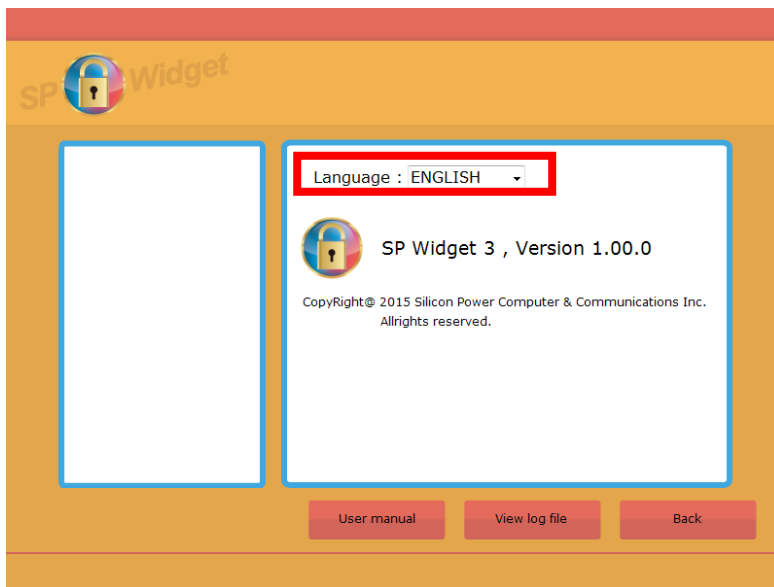 SP Widget
Language : ENGLISH
SP Widget 3 , Version 1.00.0
CopyRight@ 2015 Silicon Power Computer & Communications Inc.
Allrights reserved.
User manual View log file Back